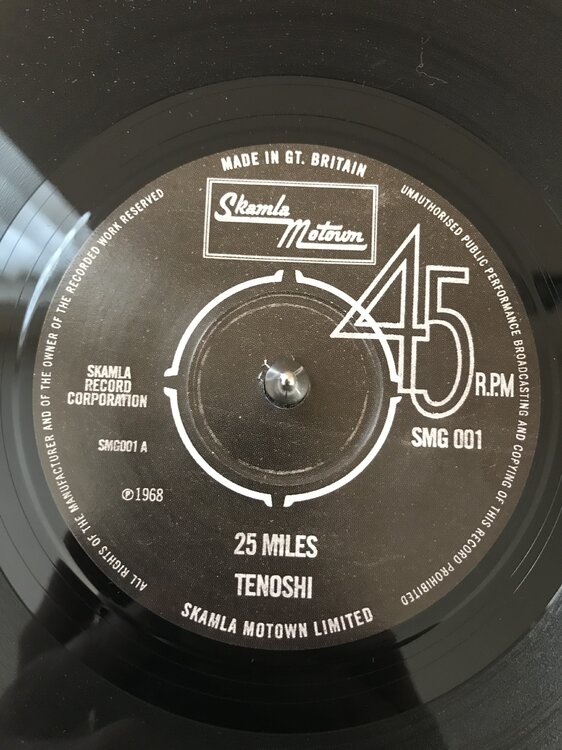 MADE IN GT. BRITAIN
Skamla
Motown
45
R.P.M
SMG 001
SKAMLA
RECORD
CORPORATION
SMG001 A
℗1968
25 MILES
TENOSHI
SKAMLA MOTOWN LIMITED
ALL RIGHTS OF THE MANUFACTURER AND OF THE OWNER OF THE RECORDED WORK RESERVED
UNAUTHORISED PUBLIC PERFORMANCE BROADCASTING AND COPYING OF THIS RECORD PROHIBITED